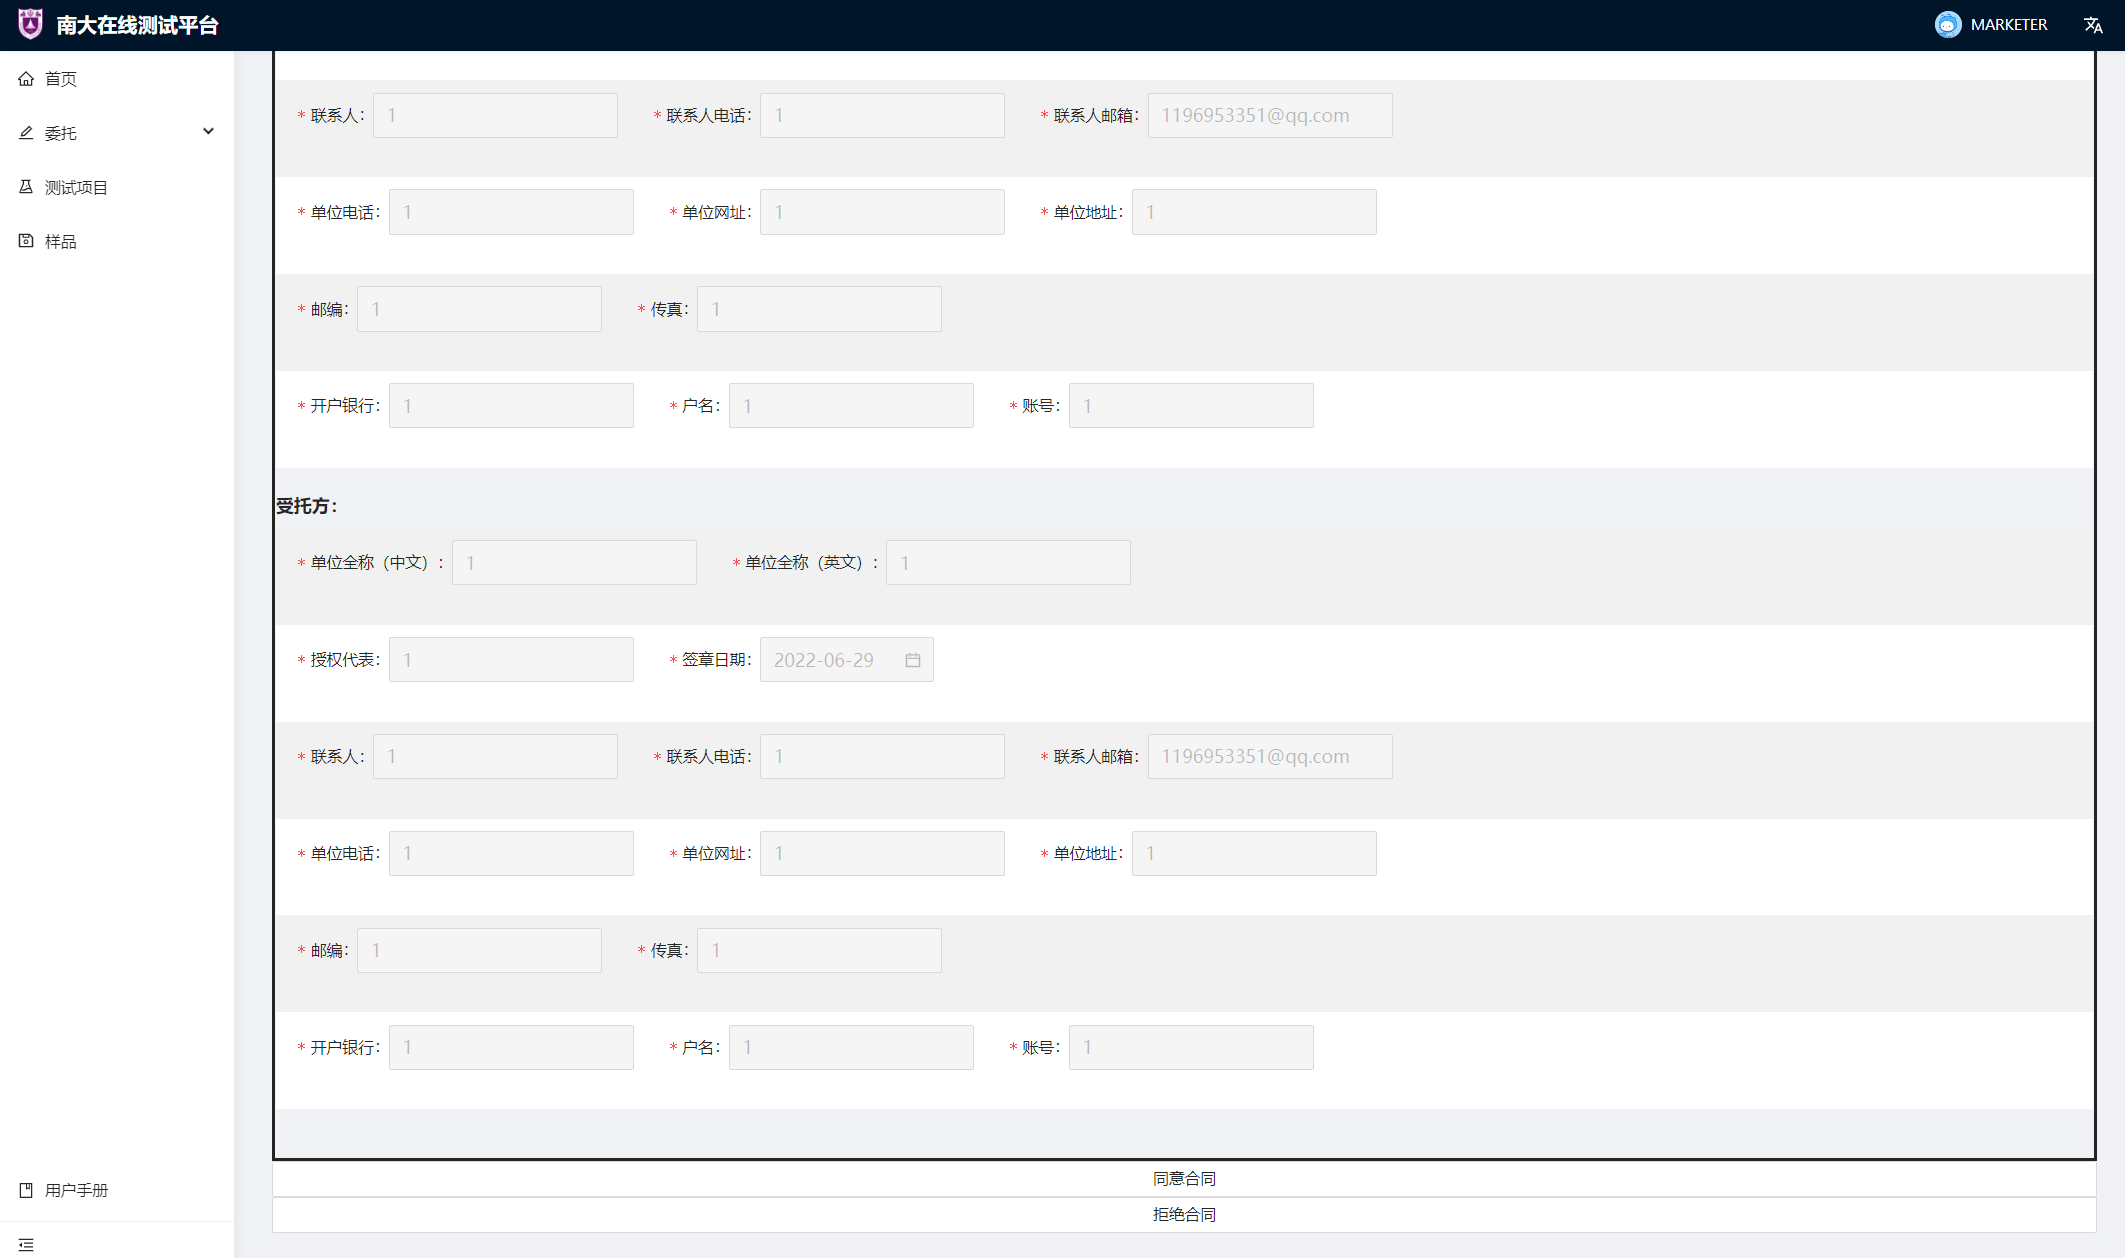 南大在线测试平台
MARKETER
首页
委托
测试项目
样品
* 联系人: 1 * 联系人电话: 1 * 联系人邮箱: 1196953351@qq.com
* 单位电话: 1 * 单位网址: 1 * 单位地址: 1
* 邮编: 1 * 传真: 1
* 开户银行: 1 * 户名: 1 * 账号: 1
受托方:
* 单位全称（中文）: 1 * 单位全称（英文）: 1
* 授权代表: 1 * 签章日期: 2022-06-29
* 联系人: 1 * 联系人电话: 1 * 联系人邮箱: 1196953351@qq.com
* 单位电话: 1 * 单位网址: 1 * 单位地址: 1
* 邮编: 1 * 传真: 1
* 开户银行: 1 * 户名: 1 * 账号: 1
同意合同
拒绝合同
用户手册